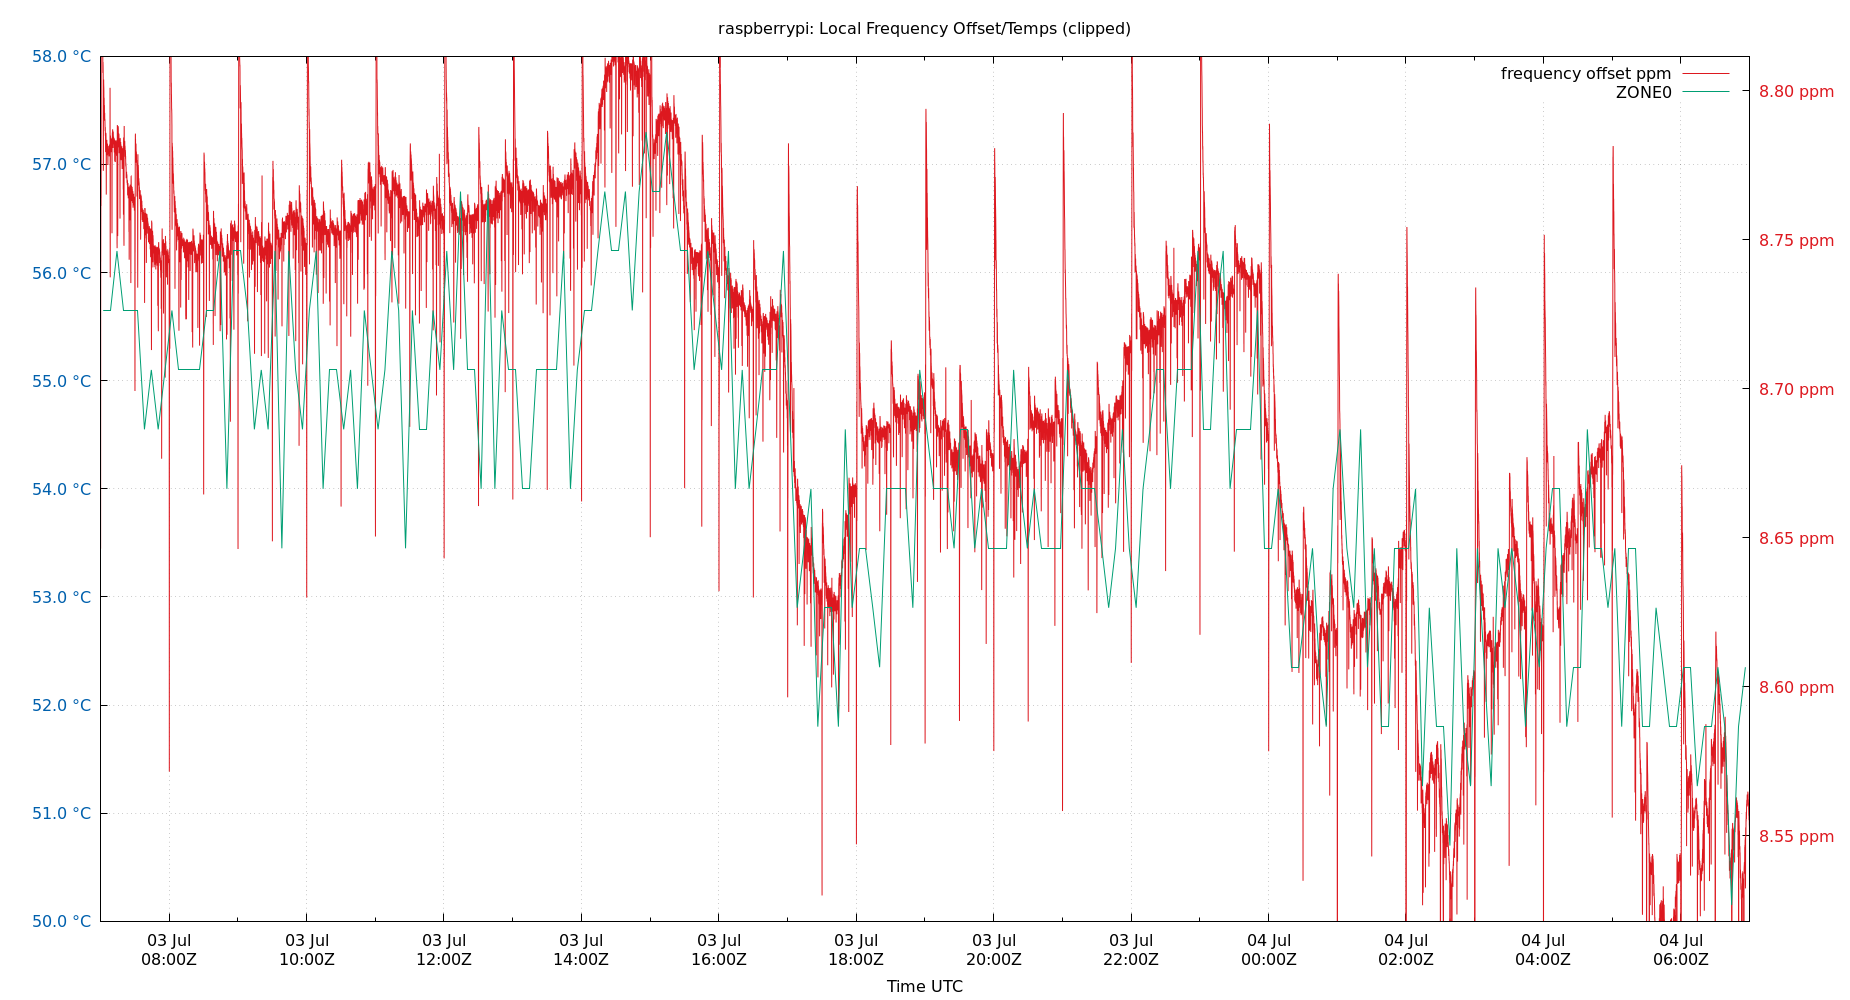 raspberrypi: Local Frequency Offset/Temps (clipped)
frequency offset ppm
ZONE0
58.0 °C
57.0 °C
56.0 °C
55.0 °C
54.0 °C
53.0 °C
52.0 °C
51.0 °C
50.0 °C
8.80 ppm
8.75 ppm
8.70 ppm
8.65 ppm
8.60 ppm
8.55 ppm
03 Jul 03 Jul 03 Jul 03 Jul 03 Jul 03 Jul 03 Jul 03 Jul 04 Jul 04 Jul 04 Jul 04 Jul
08:00Z 10:00Z 12:00Z 14:00Z 16:00Z 18:00Z 20:00Z 22:00Z 00:00Z 02:00Z 04:00Z 06:00Z
Time UTC